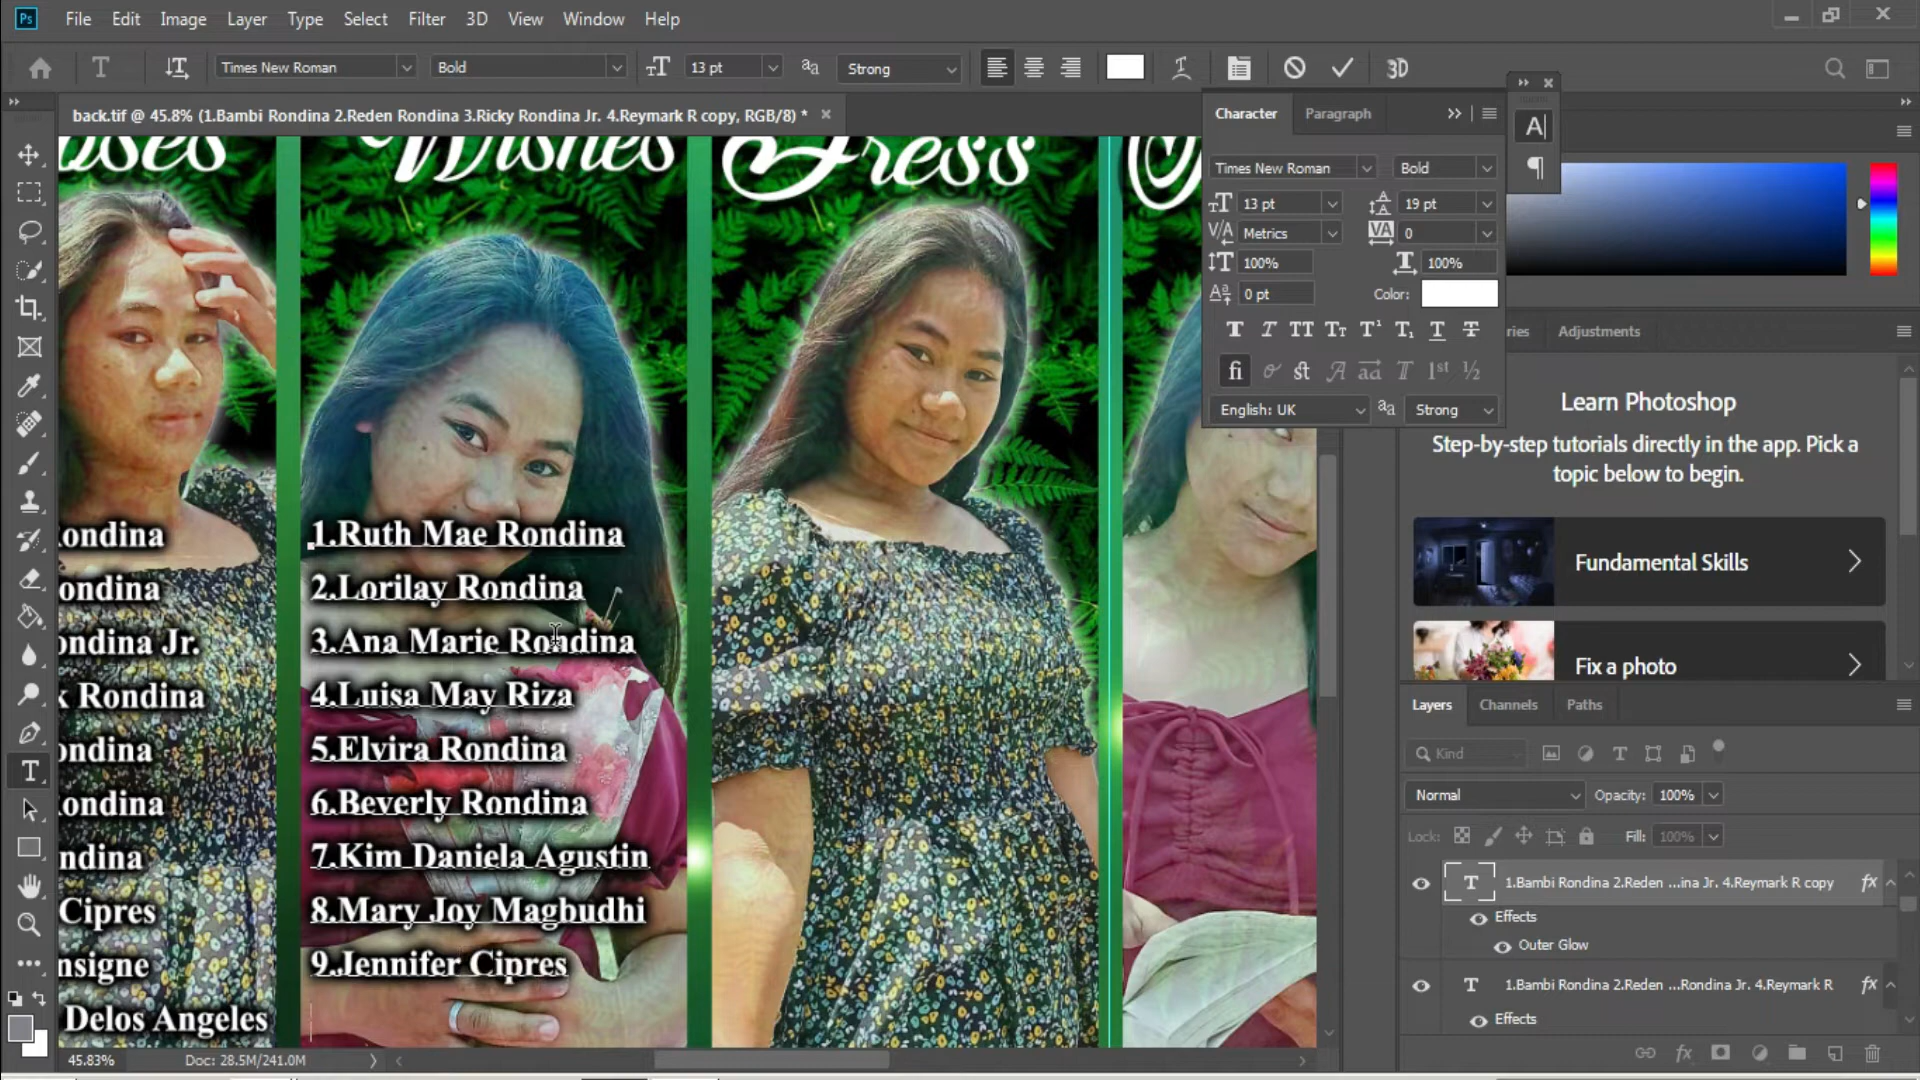 Ps File Edit Image Layer Type Select Filter 3D View Window Help
T Times New Roman Bold 13 pt Strong 3D
back.tif @ 45.8% (1.Bambi Rondina 2.Reden Rondina 3.Ricky Rondina Jr. 4.Reymark R copy, RGB/8) *
Wishes
ress
ondina
ondina
ondina Jr.
k Rondina
ondina
ondina
ndina
Cipres
nsigne
Delos Angeles
1.Ruth Mae Rondina
2.Lorilay Rondina
3.Ana Marie Rondina
4.Luisa May Riza
5.Elvira Rondina
6.Beverly Rondina
7.Kim Daniela Agustin
8.Mary Joy Magbudhi
9.Jennifer Cipres
45.83% Doc: 28.5M/241.0M
Character Paragraph
Times New Roman Bold
13 pt 19 pt
Metrics 0
100% 100%
0 pt Color:
English: UK Strong
ries Adjustments
Learn Photoshop
Step-by-step tutorials directly in the app. Pick a
topic below to begin.
Fundamental Skills
Fix a photo
Layers Channels Paths
Kind
Normal Opacity: 100%
Lock: Fill: 100%
1.Bambi Rondina 2.Reden ...ina Jr. 4.Reymark R copy fx
Effects
Outer Glow
1.Bambi Rondina 2.Reden ...Rondina Jr. 4.Reymark R fx
Effects